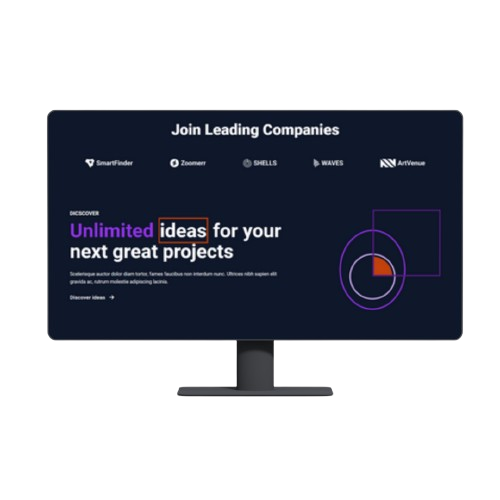 Join Leading Companies
SmartFinder Zoomerr SHELLS WAVES ArtVenue
DICSCOVER
Unlimited ideas for your
next great projects
Scelerisque auctor dolor diam tortor, fames faucibus non interdum nunc. Ultrices nibh sapien elit
gravida ac, rutrum molestie adipiscing lacinia.
Discover ideas →